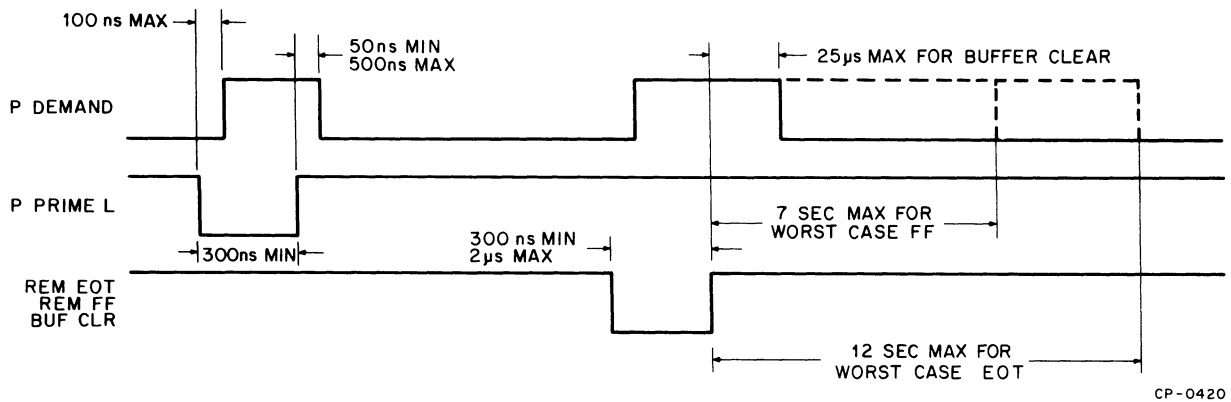 100 ns MAX
50ns MIN
500ns MAX
25µs MAX FOR BUFFER CLEAR
P DEMAND
P PRIME L
7 SEC MAX FOR
WORST CASE FF
300ns MIN
300 ns MIN
2µs MAX
REM EOT
REM FF
BUF CLR
12 SEC MAX FOR
WORST CASE EOT
CP-0420